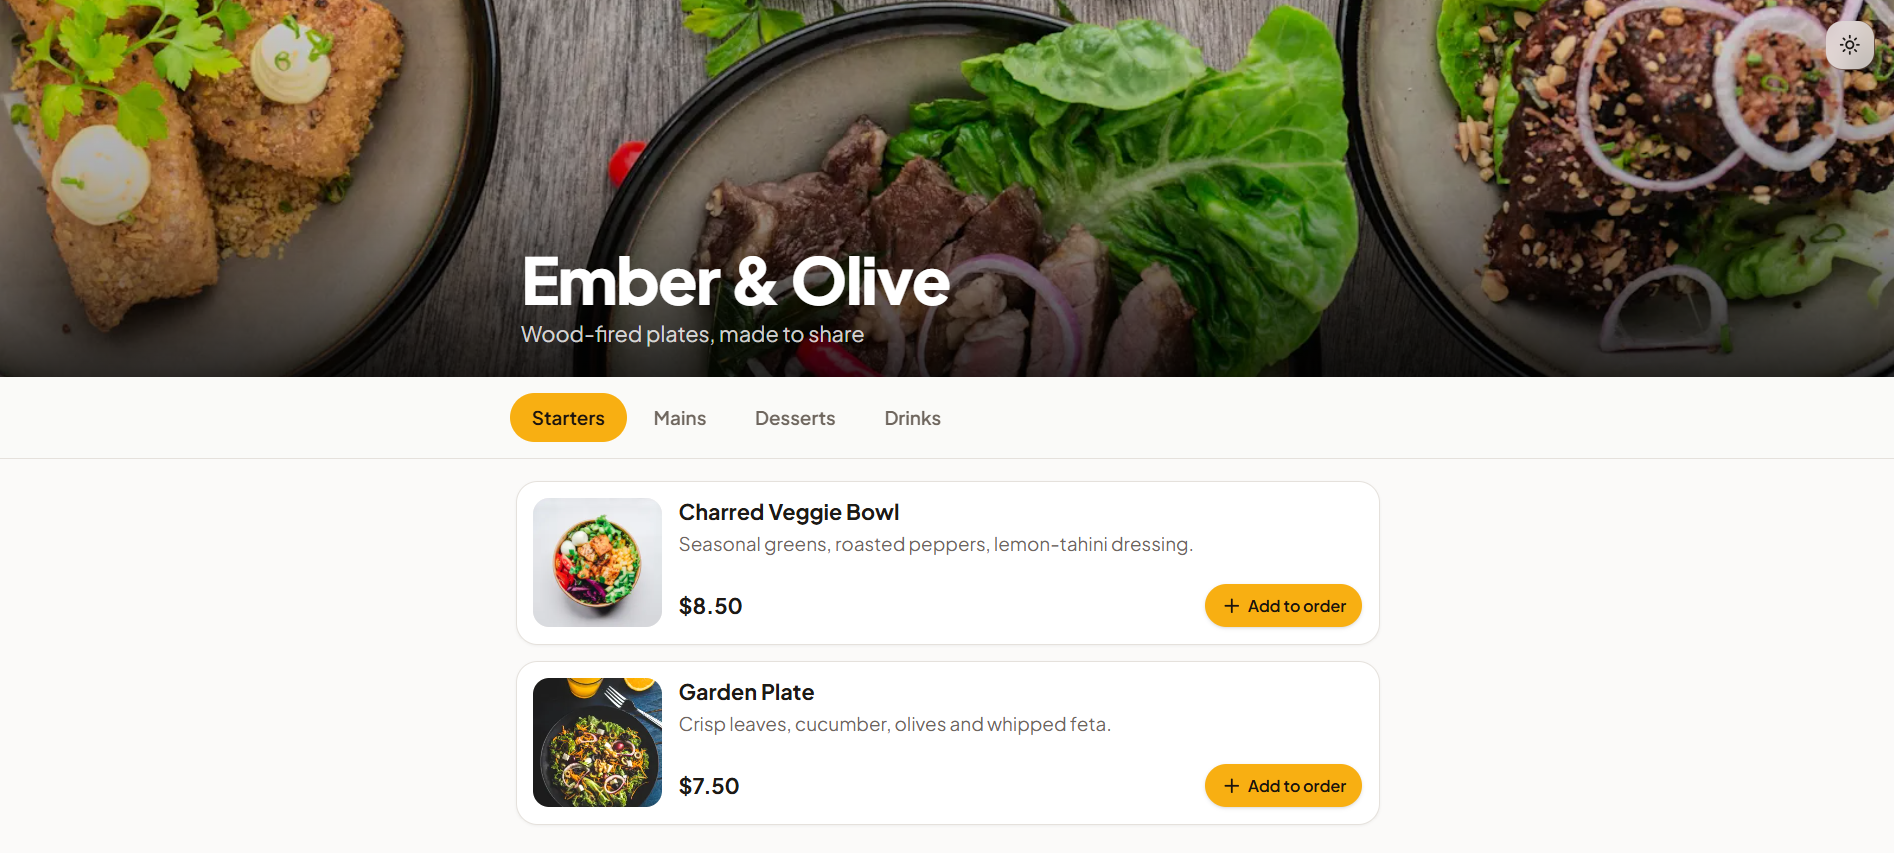 Ember & Olive
Wood-fired plates, made to share
Starters
Mains
Desserts
Drinks
Charred Veggie Bowl
Seasonal greens, roasted peppers, lemon-tahini dressing.
$8.50
+ Add to order
Garden Plate
Crisp leaves, cucumber, olives and whipped feta.
$7.50
+ Add to order